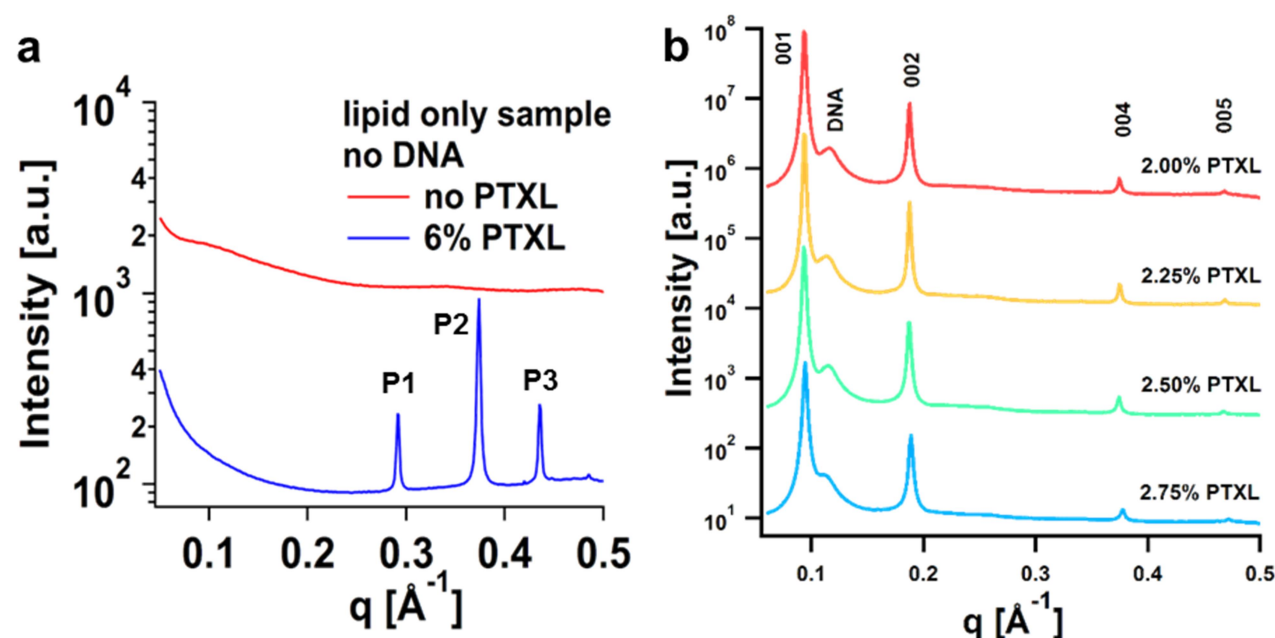 a
lipid only sample
no DNA
no PTXL
6% PTXL
P1
P2
P3
10^4
4
2
10^3
4
2
10^2
Intensity [a.u.]
0.1 0.2 0.3 0.4 0.5
q [Å^-1]
b
10^8
10^7
10^6
10^5
10^4
10^3
10^2
10^1
Intensity [a.u.]
001
DNA
002
004
005
2.00% PTXL
2.25% PTXL
2.50% PTXL
2.75% PTXL
0.1 0.2 0.3 0.4 0.5
q [Å^-1]